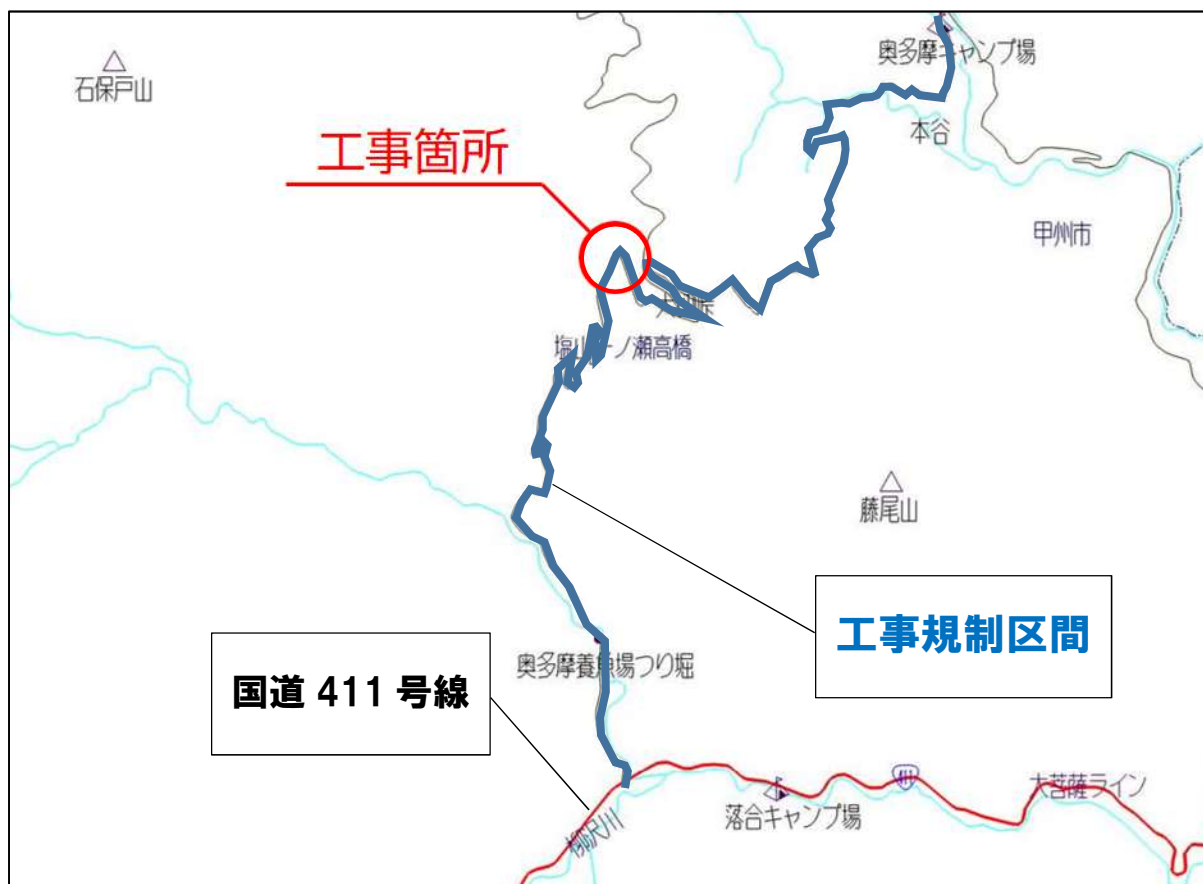 奥多摩キャンプ場
石保戸山
本谷
工事箇所
甲州市
塩山一ノ瀬高橋
藤尾山
工事規制区間
奥多摩養魚場つり堀
国道 411 号線
411
大菩薩ライン
落合キャンプ場
柳沢川